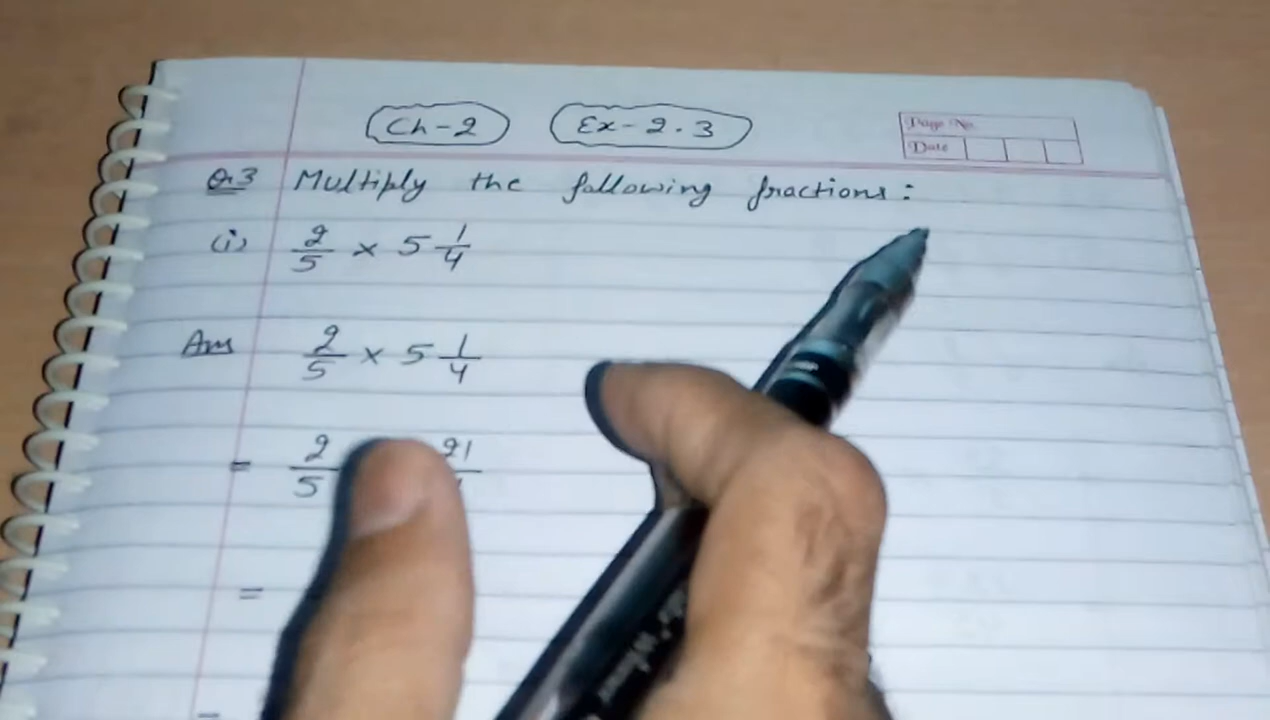 Ch-2 Ex-2.3
Page No.
Date
Q.3 Multiply the following fractions:
(i) 2/5 × 5 1/4
Ans 2/5 × 5 1/4
= 2/5 21
=
=